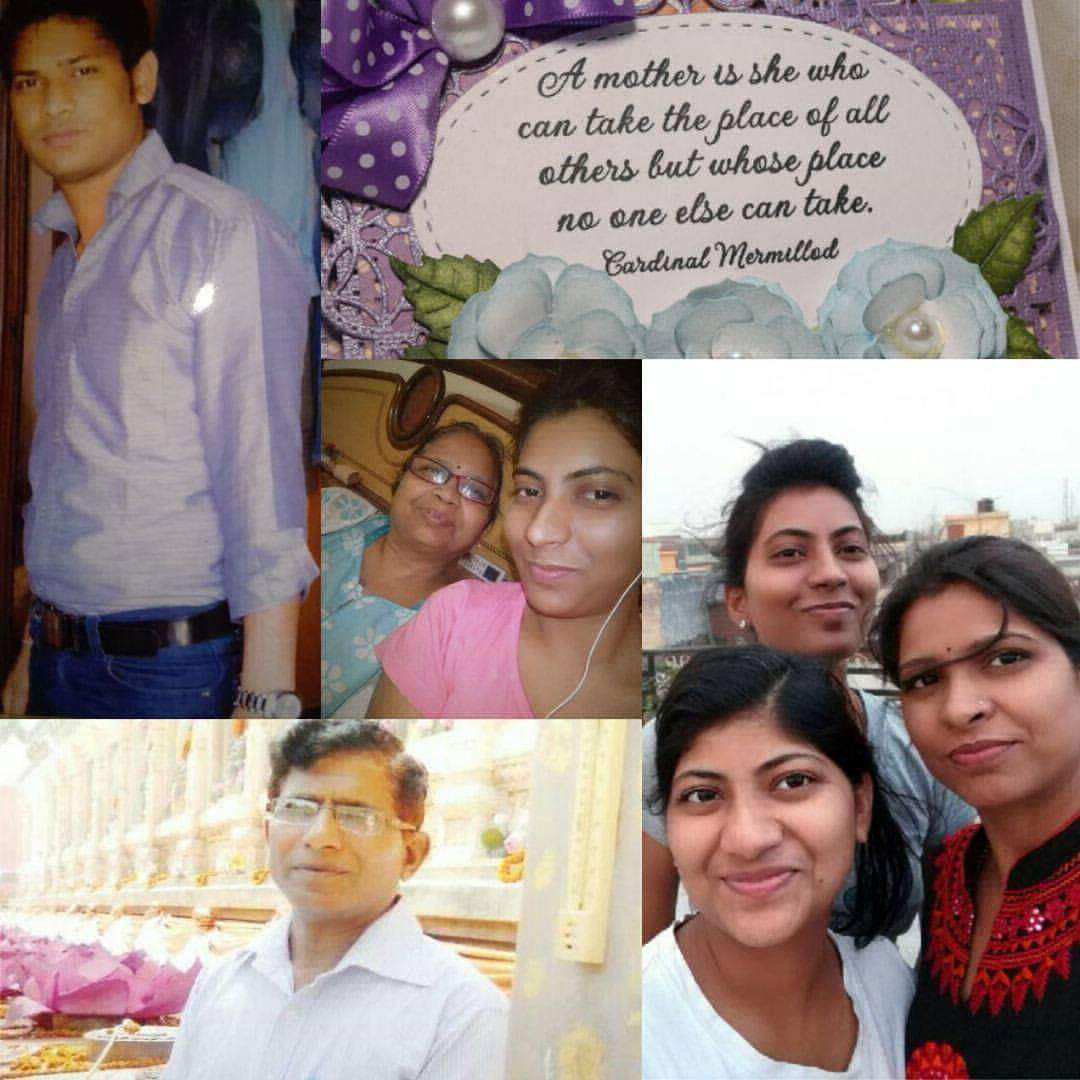 A mother is she who
can take the place of all
others but whose place
no one else can take.
Cardinal Mermillod